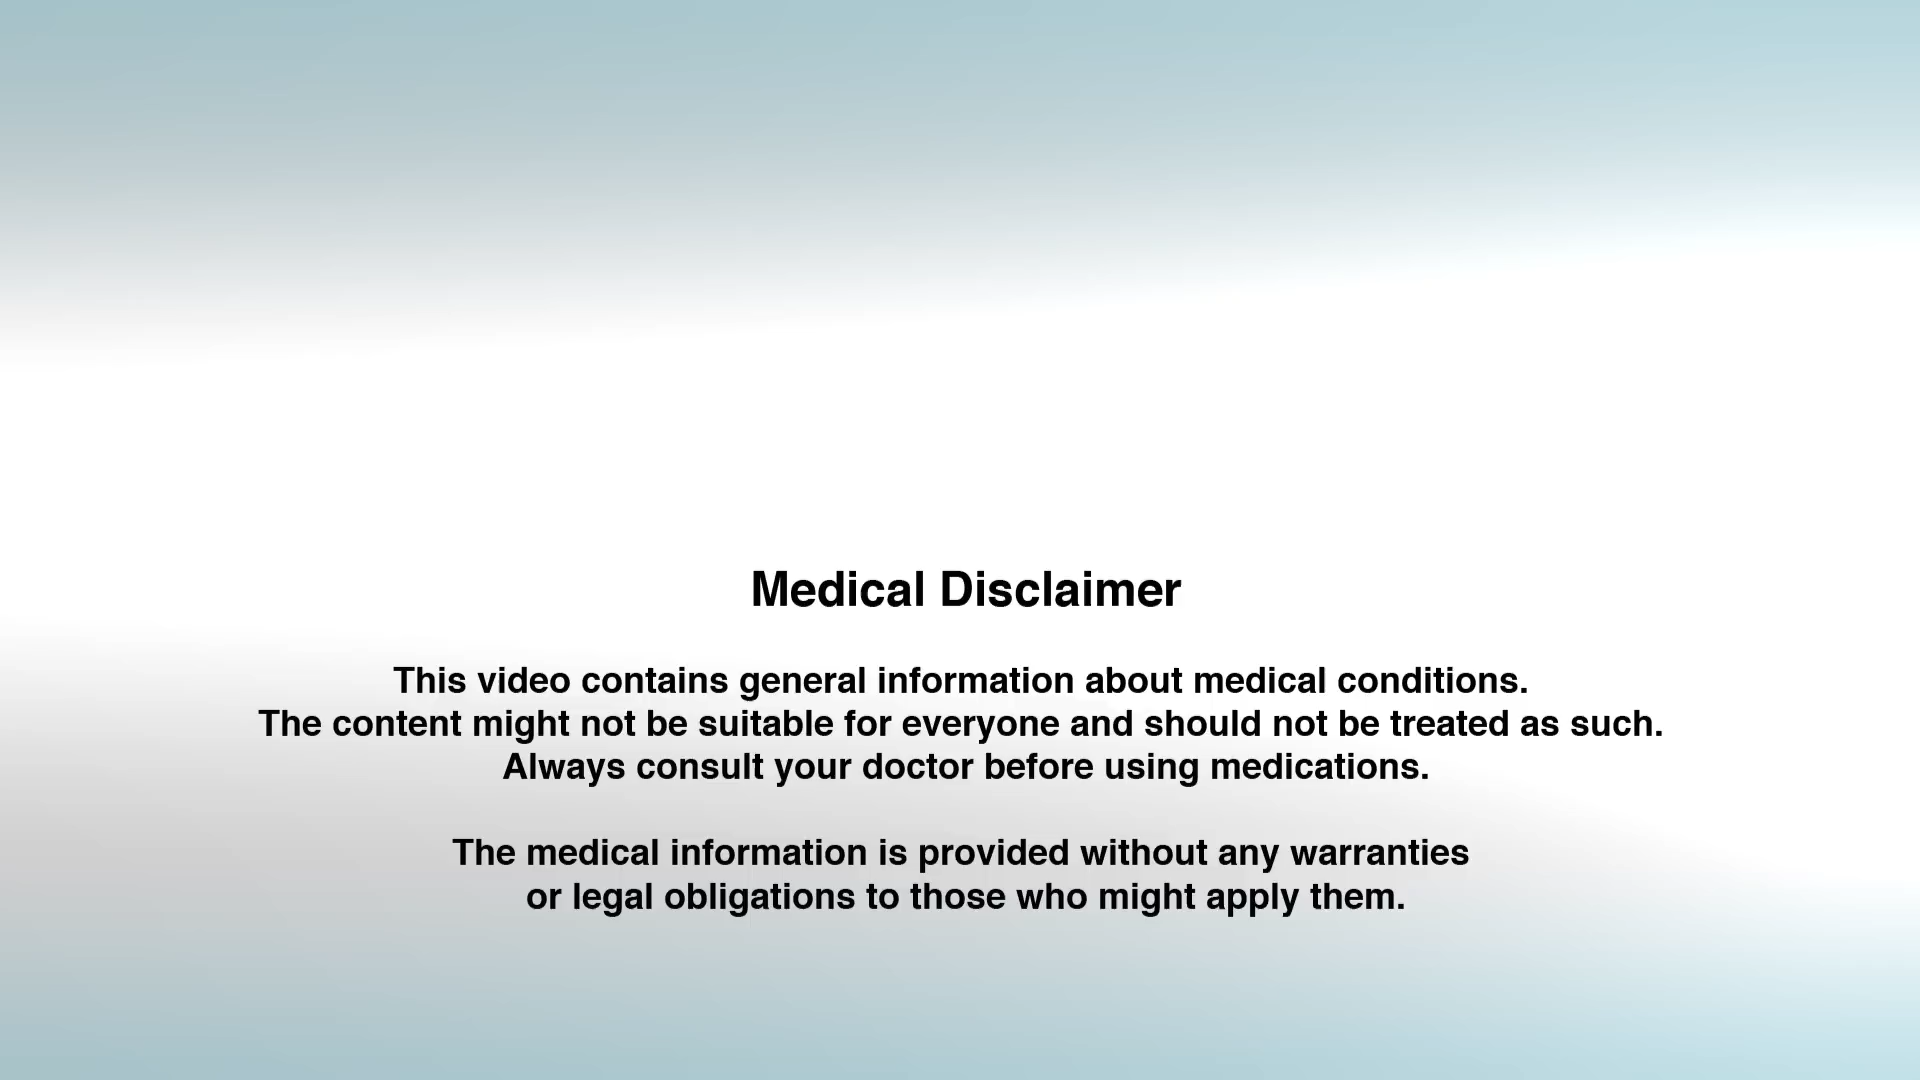 Medical Disclaimer
This video contains general information about medical conditions.
The content might not be suitable for everyone and should not be treated as such.
Always consult your doctor before using medications.
The medical information is provided without any warranties
or legal obligations to those who might apply them.